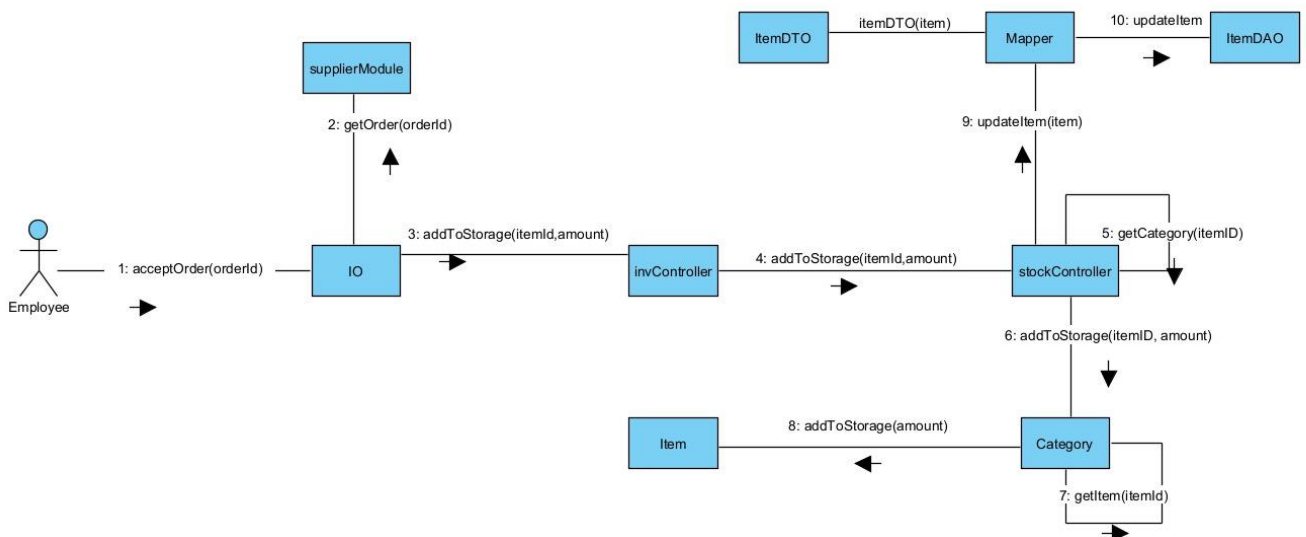 ItemDTO
itemDTO(item)
Mapper
10: updateItem
ItemDAO
supplierModule
2: getOrder(orderId)
9: updateItem(item)
3: addToStorage(itemId,amount)
5: getCategory(itemID)
1: acceptOrder(orderId)
IO
invController
4: addToStorage(itemId,amount)
stockController
Employee
6: addToStorage(itemID, amount)
Item
8: addToStorage(amount)
Category
7: getItem(itemId)